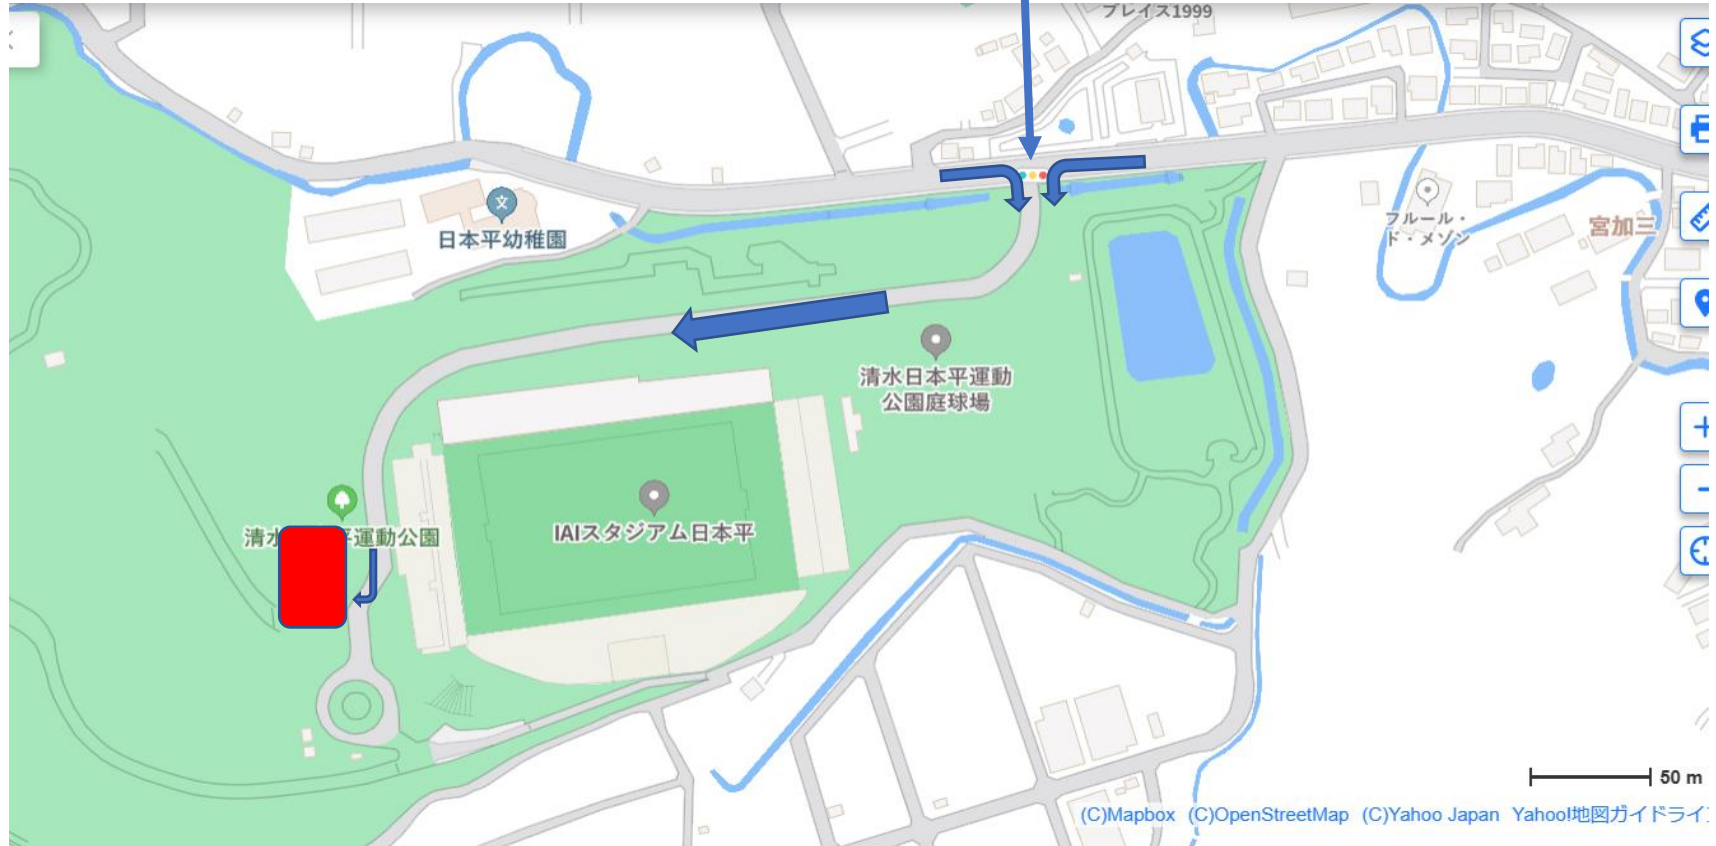 プレイス1999
文
日本平幼稚園
フルール・
ド・メゾン
宮加三
清水日本平運動
公園庭球場
IAIスタジアム日本平
清水
運動公園
50 m
(C)Mapbox (C)OpenStreetMap (C)Yahoo Japan Yahoo!地図ガイドライ